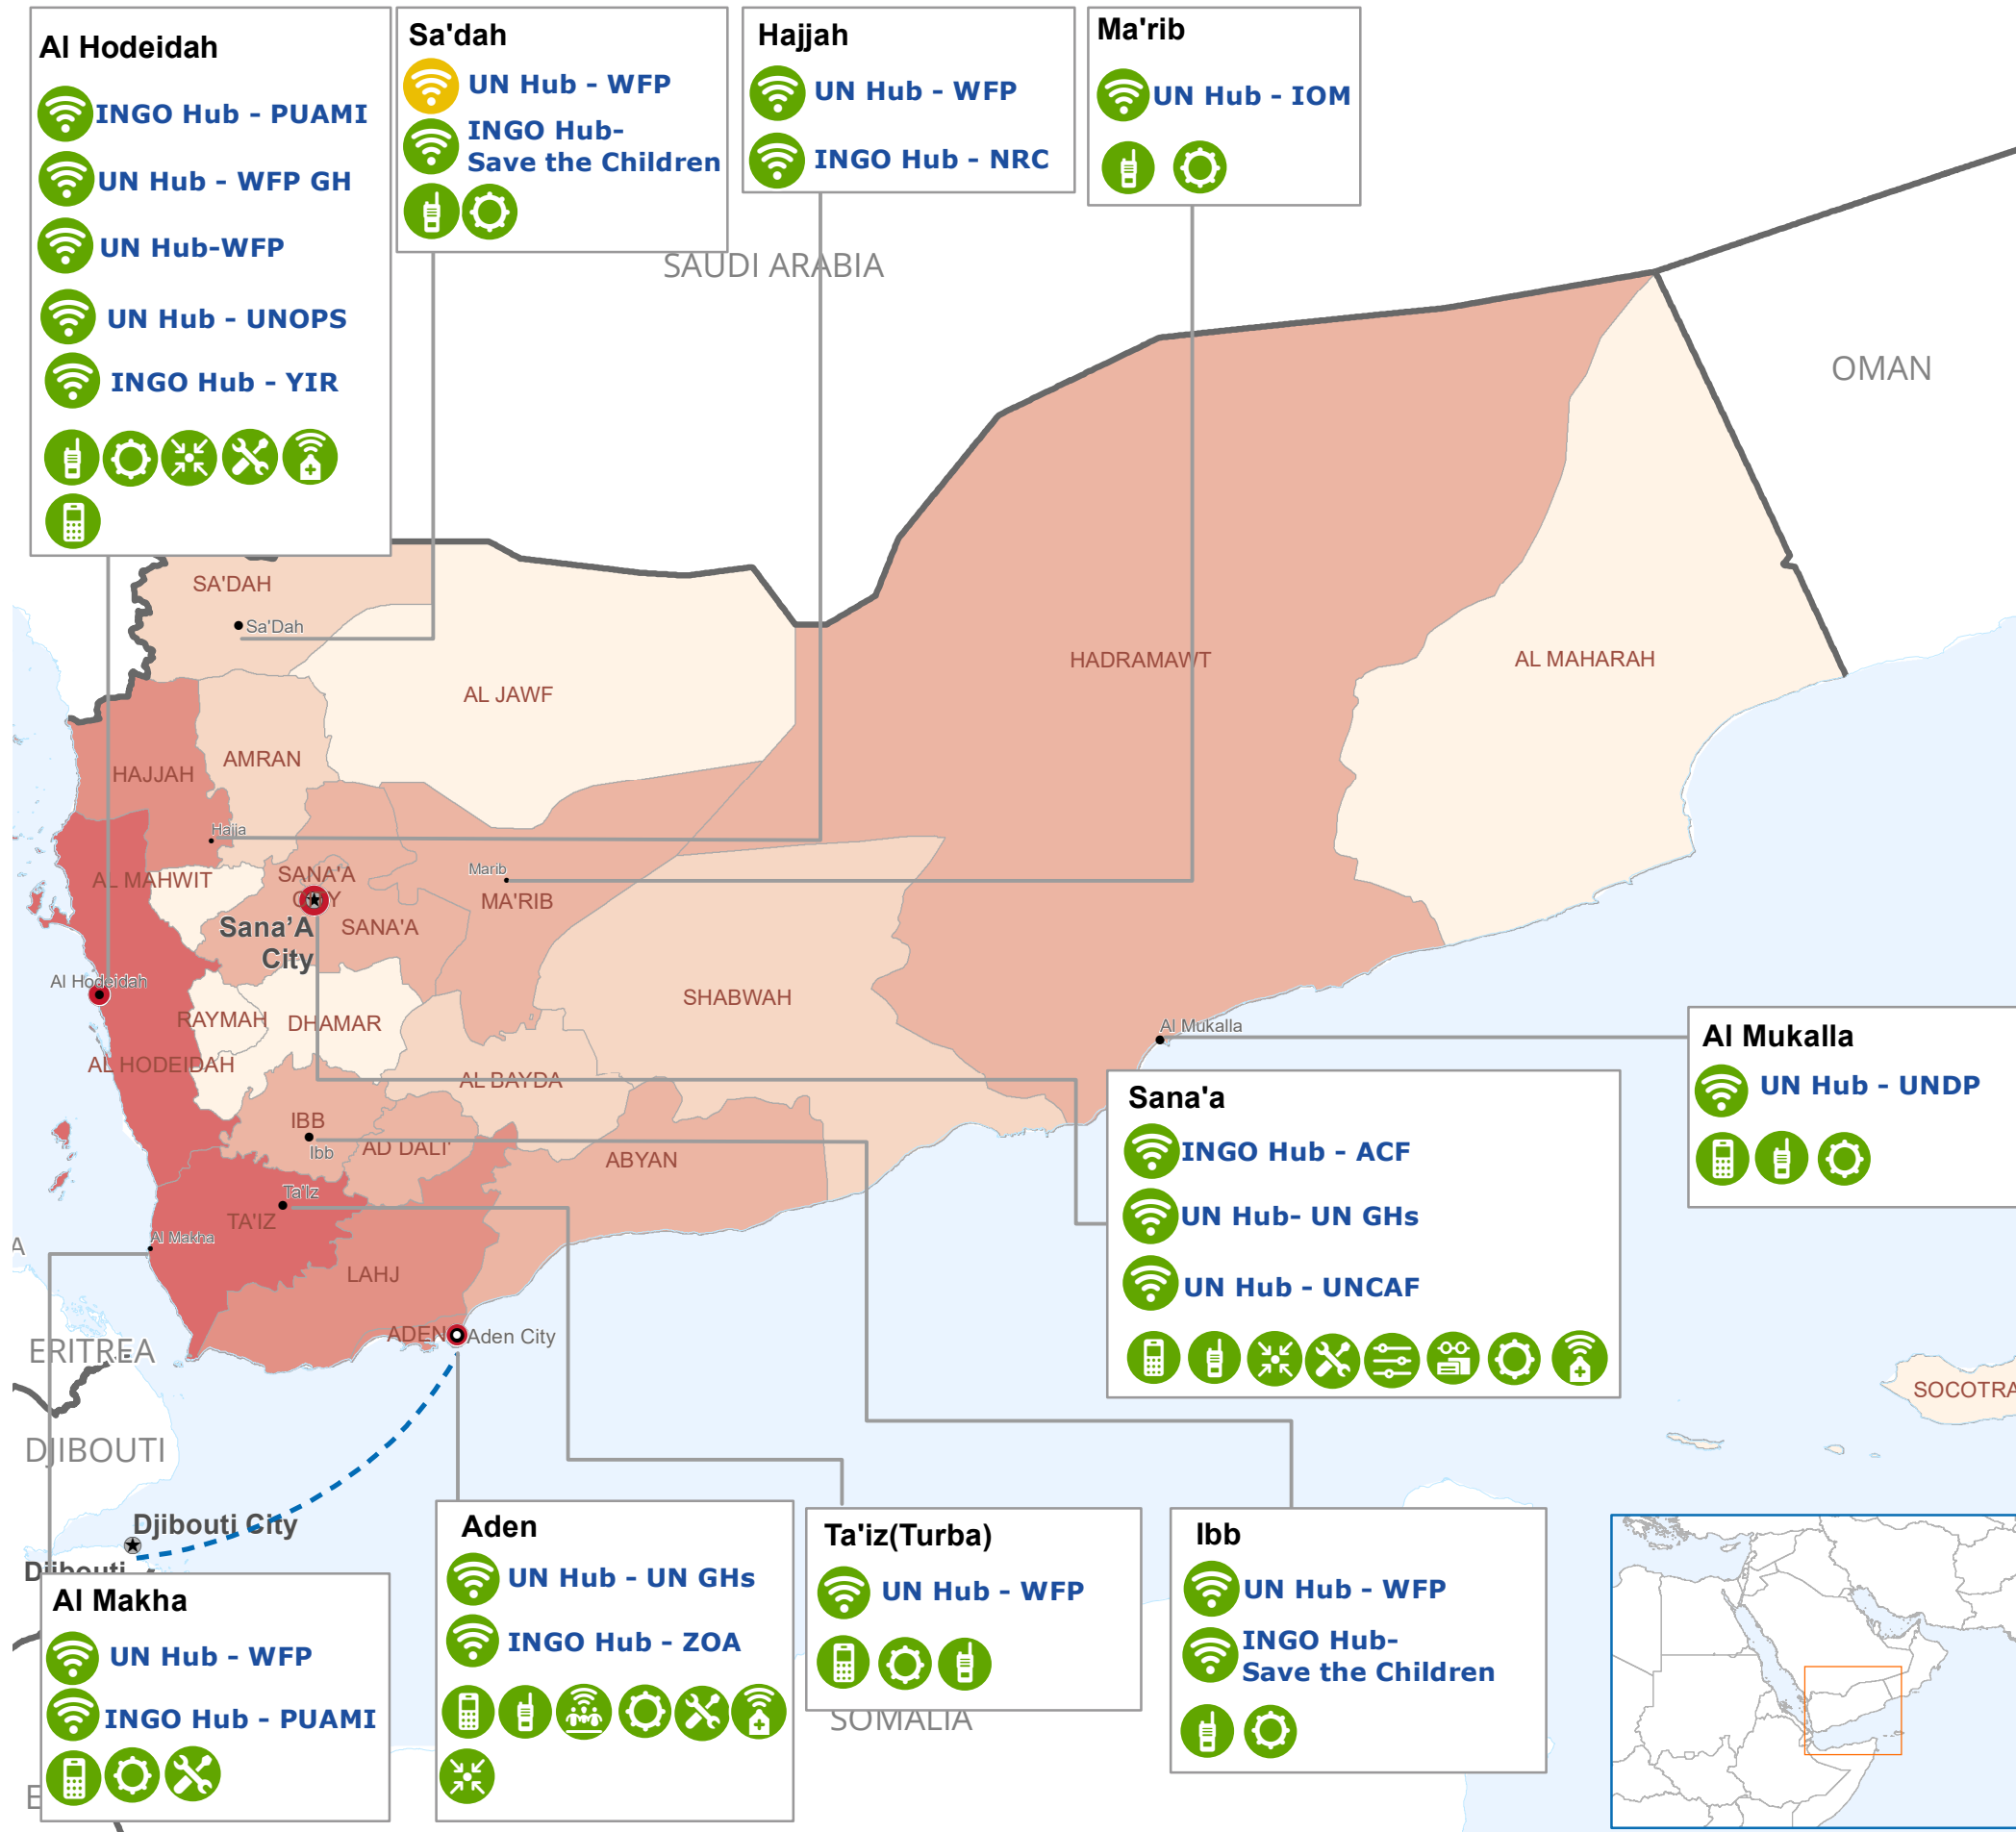 Al Hodeidah
INGO Hub - PUAMI
UN Hub - WFP GH
UN Hub-WFP
UN Hub - UNOPS
INGO Hub - YIR
Sa'dah
UN Hub - WFP
INGO Hub-
Save the Children
Hajjah
UN Hub - WFP
INGO Hub - NRC
Ma'rib
UN Hub - IOM
SAUDI ARABIA
OMAN
SA'DAH
Sa'Dah
AL JAWF
HADRAMAWT
AL MAHARAH
HAJJAH
AMRAN
Hajja
AL MAHWIT
SANA'A
CITY
Sana'A
City
SANA'A
Marib
MA'RIB
Al Hodeidah
RAYMAH
DHAMAR
SHABWAH
AL HODEIDAH
AL BAYDA
Al Mukalla
IBB
Ibb
AD DALI'
ABYAN
Ta'Iz
TA'IZ
Al Makha
LAHJ
ADEN
Aden City
Al Mukalla
UN Hub - UNDP
Sana'a
INGO Hub - ACF
UN Hub- UN GHs
UN Hub - UNCAF
ERITREA
DJIBOUTI
SOCOTRA
Djibouti City
Djibouti
Al Makha
UN Hub - WFP
INGO Hub - PUAMI
Aden
UN Hub - UN GHs
INGO Hub - ZOA
Ta'iz(Turba)
UN Hub - WFP
SOMALIA
Ibb
UN Hub - WFP
INGO Hub-
Save the Children